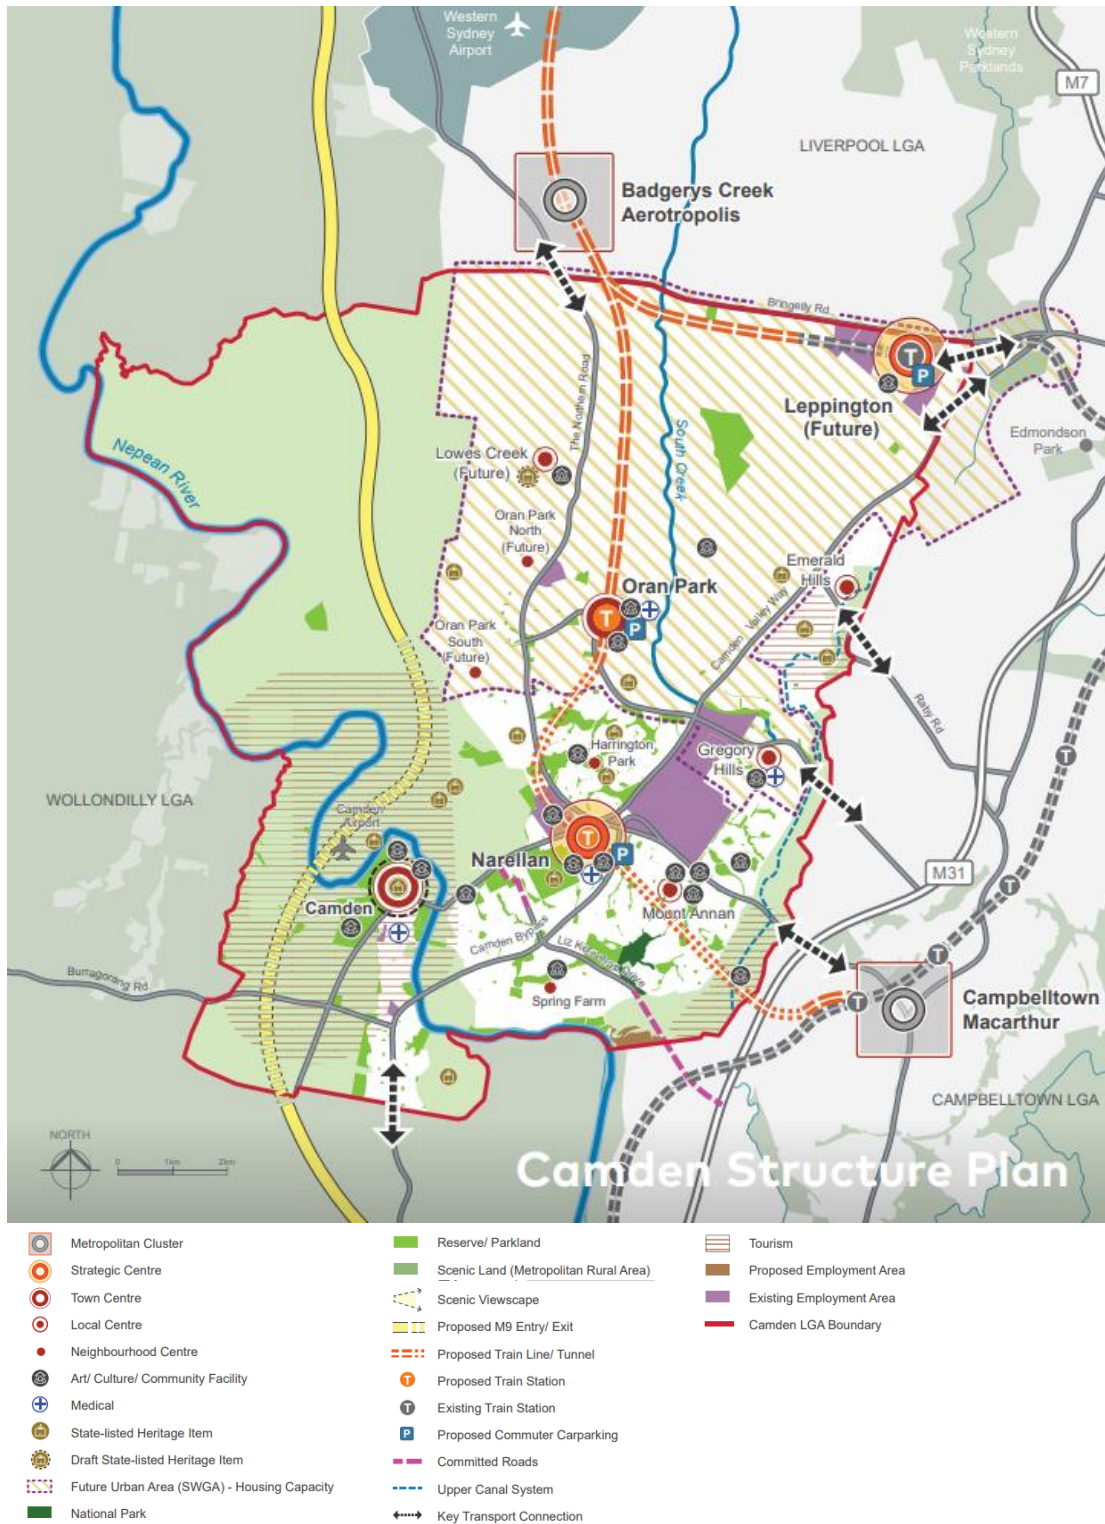 Western
Sydney
Airport
Western
Sydney
Parklands
M7
LIVERPOOL LGA
Badgerys Creek
Aerotropolis
Bringelly Rd
The Northern Road
Leppington
(Future)
T
P
Edmondson
Park
Nepean River
South Creek
Lowes Creek
(Future)
Oran Park
North
(Future)
Emerald
Hills
Oran Park
T
P
Camden Valley Way
Oran Park
South
(Future)
Raby Rd
T
Harrington
Park
Gregory
Hills
WOLLONDILLY LGA
Camden
Airport
Narellan
T
P
M31
T
Camden
Mount Annan
Camden Bypass
Liz Kernohan Drive
T
Burragorang Rd
Spring Farm
T
Campbelltown
Macarthur
CAMPBELLTOWN LGA
NORTH
0 1km 2km
Camden Structure Plan
Metropolitan Cluster
Strategic Centre
Town Centre
Local Centre
Neighbourhood Centre
Art/ Culture/ Community Facility
Medical
State-listed Heritage Item
Draft State-listed Heritage Item
Future Urban Area (SWGA) - Housing Capacity
National Park
Reserve/ Parkland
Scenic Land (Metropolitan Rural Area)
Scenic Viewscape
Proposed M9 Entry/ Exit
Proposed Train Line/ Tunnel
T Proposed Train Station
T Existing Train Station
P Proposed Commuter Carparking
Committed Roads
Upper Canal System
Key Transport Connection
Tourism
Proposed Employment Area
Existing Employment Area
Camden LGA Boundary